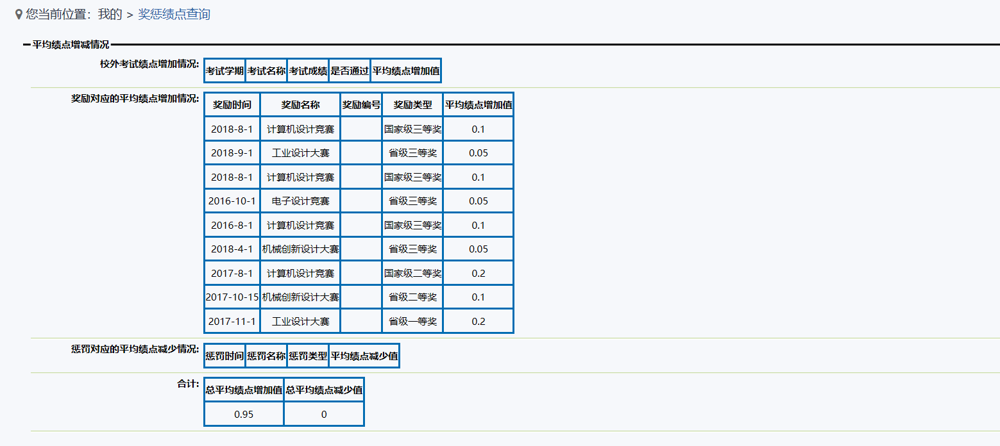 您当前位置：我的 > 奖惩绩点查询
平均绩点增减情况
校外考试绩点增加情况:
考试学期 考试名称 考试成绩 是否通过 平均绩点增加值
奖励对应的平均绩点增加情况:
奖励时间 奖励名称 奖励编号 奖励类型 平均绩点增加值
2018-8-1 计算机设计竞赛 国家级三等奖 0.1
2018-9-1 工业设计大赛 省级三等奖 0.05
2018-8-1 计算机设计竞赛 国家级三等奖 0.1
2016-10-1 电子设计竞赛 省级三等奖 0.05
2016-8-1 计算机设计竞赛 国家级三等奖 0.1
2018-4-1 机械创新设计大赛 省级三等奖 0.05
2017-8-1 计算机设计竞赛 国家级二等奖 0.2
2017-10-15 机械创新设计大赛 省级二等奖 0.1
2017-11-1 工业设计大赛 省级一等奖 0.2
惩罚对应的平均绩点减少情况:
惩罚时间 惩罚名称 惩罚类型 平均绩点减少值
合计:
总平均绩点增加值 总平均绩点减少值
0.95 0